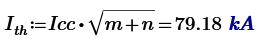 I_th := Icc • √(m + n) = 79.18 kA